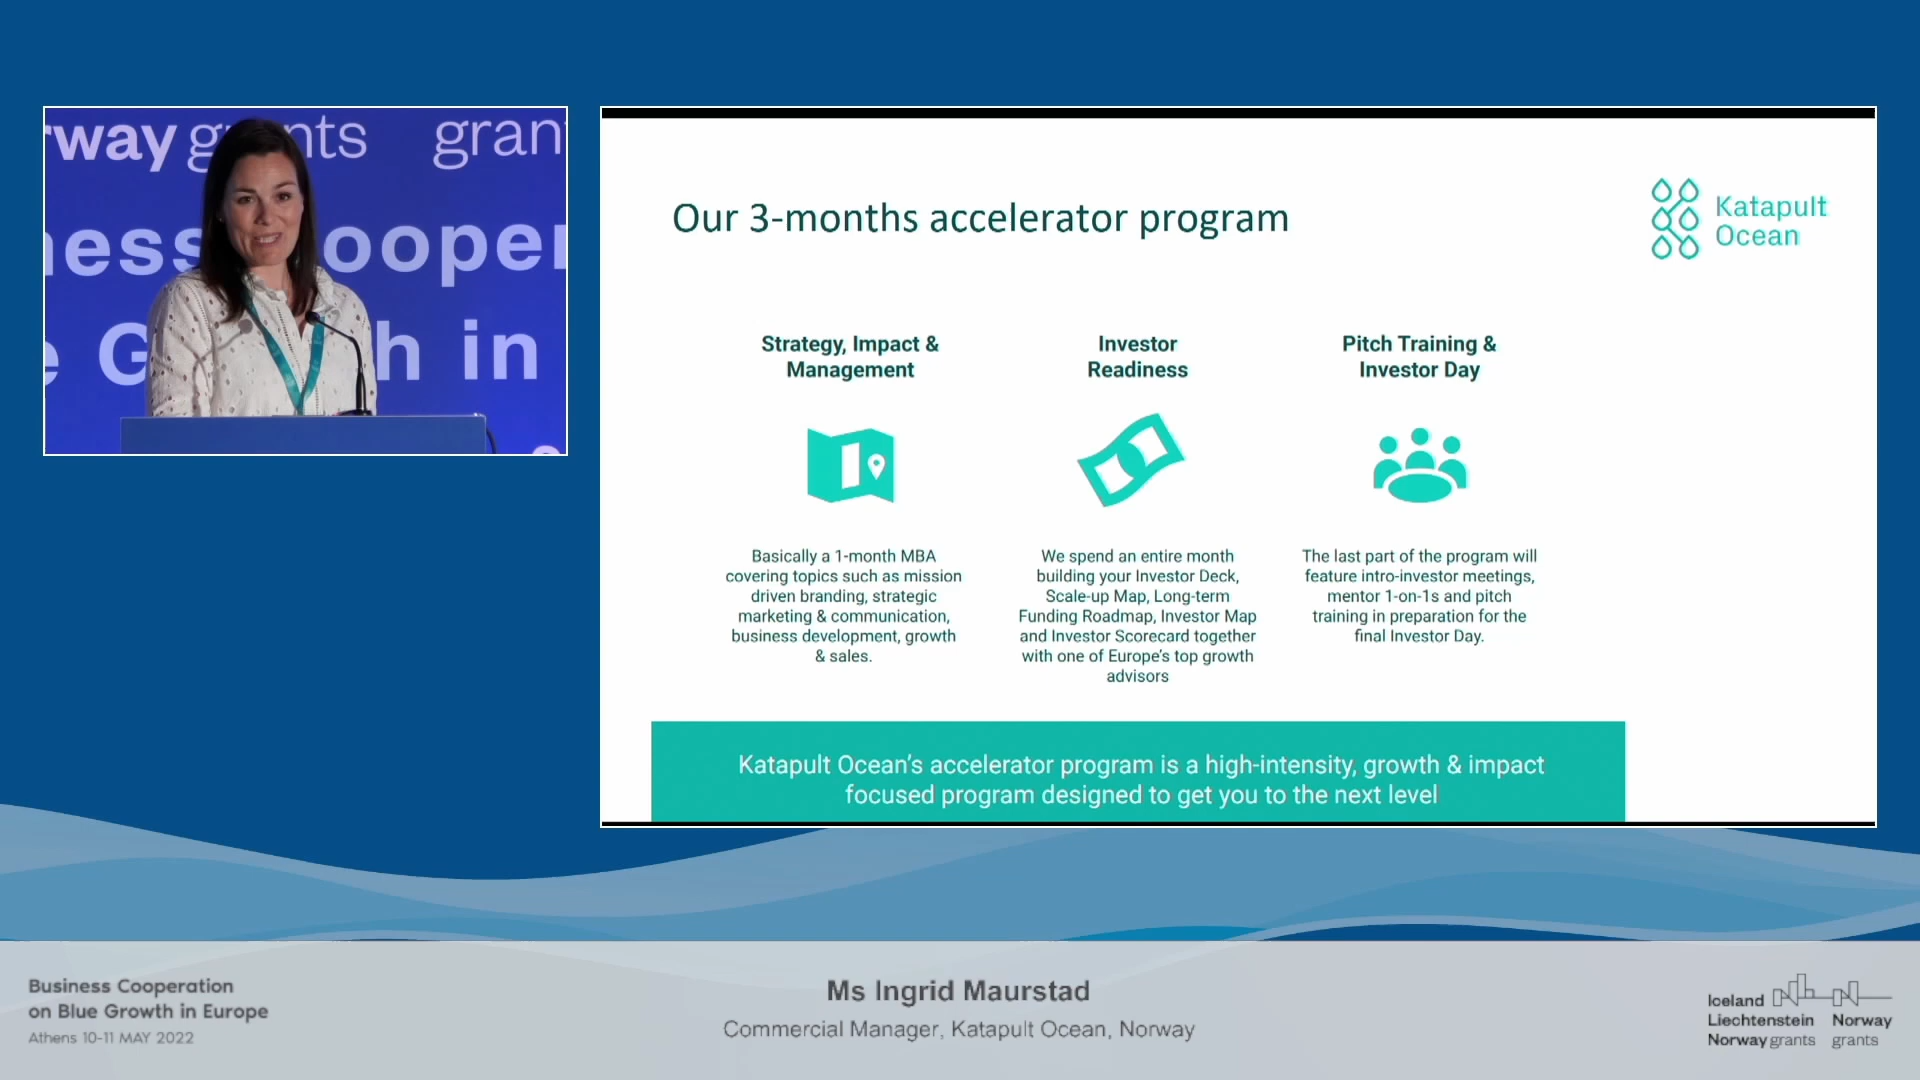 rway grants gran
ness Cooper
e G h in
Our 3-months accelerator program
Katapult
Ocean
Strategy, Impact &
Management
Investor
Readiness
Pitch Training &
Investor Day
Basically a 1-month MBA
covering topics such as mission
driven branding, strategic
marketing & communication,
business development, growth
& sales.
We spend an entire month
building your Investor Deck,
Scale-up Map, Long-term
Funding Roadmap, Investor Map
and Investor Scorecard together
with one of Europe's top growth
advisors
The last part of the program will
feature intro-investor meetings,
mentor 1-on-1s and pitch
training in preparation for the
final Investor Day.
Katapult Ocean's accelerator program is a high-intensity, growth & impact
focused program designed to get you to the next level
Business Cooperation
on Blue Growth in Europe
Athens 10-11 MAY 2022
Ms Ingrid Maurstad
Commercial Manager, Katapult Ocean, Norway
Iceland
Liechtenstein
Norway grants
Norway
grants